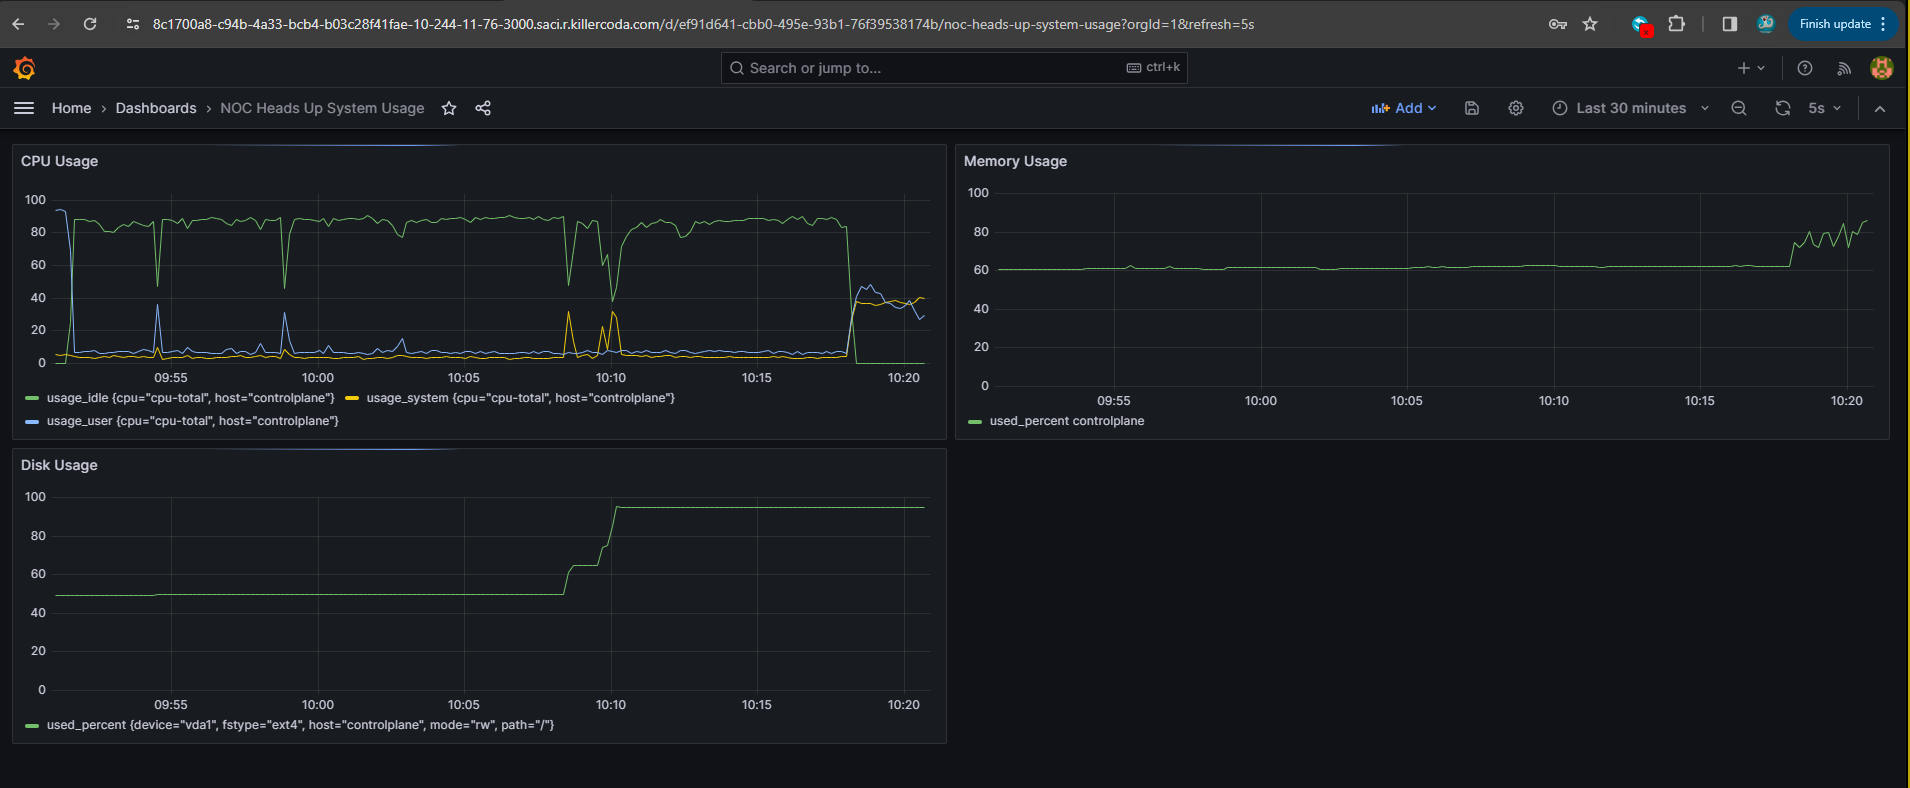 8c1700a8-c94b-4a33-bcb4-b03c28f41fae-10-244-11-76-3000.saci.r.killercoda.com/d/ef91d641-cbb0-495e-93b1-76f39538174b/noc-heads-up-system-usage?orgId=1&refresh=5s
Finish update
Search or jump to...
ctrl+k
Home › Dashboards › NOC Heads Up System Usage
Add
Last 30 minutes
5s
CPU Usage
100
80
60
40
20
0
09:55 10:00 10:05 10:10 10:15 10:20
usage_idle {cpu="cpu-total", host="controlplane"} usage_system {cpu="cpu-total", host="controlplane"}
usage_user {cpu="cpu-total", host="controlplane"}
Memory Usage
100
80
60
40
20
0
09:55 10:00 10:05 10:10 10:15 10:20
used_percent controlplane
Disk Usage
100
80
60
40
20
0
09:55 10:00 10:05 10:10 10:15 10:20
used_percent {device="vda1", fstype="ext4", host="controlplane", mode="rw", path="/"}